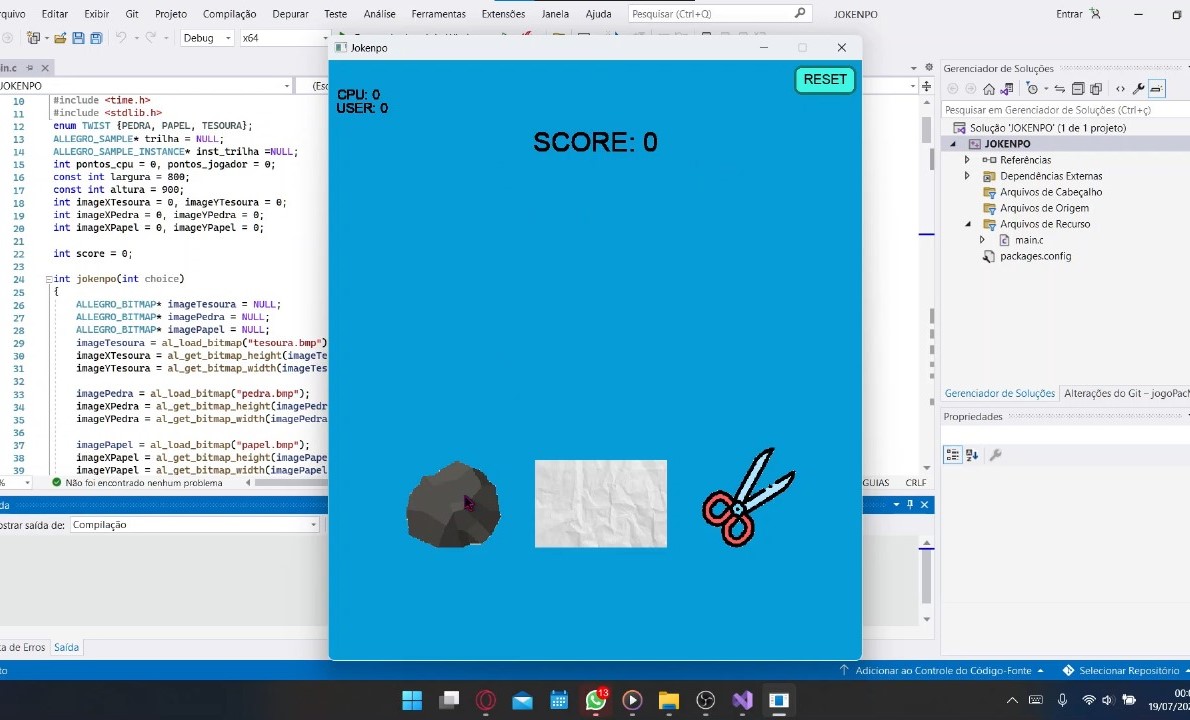 Editar Exibir Git Projeto Compilação Depurar Teste Análise Ferramentas Extensões Janela Ajuda Pesquisar (Ctrl+Q) JOKENPO Entrar
Debug x64
Jokenpo
RESET
CPU: 0
USER: 0
SCORE: 0
JOKENPO
10 #include <time.h>
11 #include <stdlib.h>
12 enum TWIST {PEDRA, PAPEL, TESOURA};
13 ALLEGRO_SAMPLE* trilha = NULL;
14 ALLEGRO_SAMPLE_INSTANCE* inst_trilha =NULL;
15 int pontos_cpu = 0, pontos_jogador = 0;
16 const int largura = 800;
17 const int altura = 900;
18 int imageXTesoura = 0, imageYTesoura = 0;
19 int imageXPedra = 0, imageYPedra = 0;
20 int imageXPapel = 0, imageYPapel = 0;
21
22 int score = 0;
23
24 int jokenpo(int choice)
25 {
26 ALLEGRO_BITMAP* imageTesoura = NULL;
27 ALLEGRO_BITMAP* imagePedra = NULL;
28 ALLEGRO_BITMAP* imagePapel = NULL;
29 imageTesoura = al_load_bitmap("tesoura.bmp")
30 imageXTesoura = al_get_bitmap_height(imageTe
31 imageYTesoura = al_get_bitmap_width(imageTes
32
33 imagePedra = al_load_bitmap("pedra.bmp");
34 imageXPedra = al_get_bitmap_height(imagePedr
35 imageYPedra = al_get_bitmap_width(imagePedra
36
37 imagePapel = al_load_bitmap("papel.bmp");
38 imageXPapel = al_get_bitmap_height(imagePape
39 imageYPapel = al_get_bitmap_width(imagePapel
% Não foi encontrado nenhum problema
GUIAS CRLF
ostrar saída de: Compilação
ta de Erros Saída
Gerenciador de Soluções
Pesquisar em Gerenciador de Soluções (Ctrl+ç)
Solução 'JOKENPO' (1 de 1 projeto)
JOKENPO
Referências
Dependências Externas
Arquivos de Cabeçalho
Arquivos de Origem
Arquivos de Recurso
main.c
packages.config
Gerenciador de Soluções Alterações do Git – jogoPacM
Propriedades
Adicionar ao Controle do Código-Fonte Selecionar Repositório
13